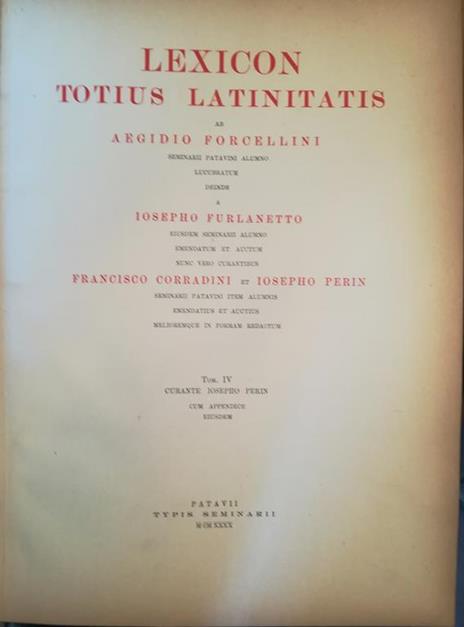 LEXICON
TOTIUS LATINITATIS
AB
AEGIDIO FORCELLINI
SEMINARII PATAVINI ALUMNO
LUCUBRATUM
DEINDE
A
IOSEPHO FURLANETTO
EIUSDEM SEMINARII ALUMNO
EMENDATUM ET AUCTUM
NUNC VERO CURANTIBUS
FRANCISCO CORRADINI ET IOSEPHO PERIN
SEMINARII PATAVINI ITEM ALUMNIS
EMENDATIUS ET AUCTIUS
MELIOREMQUE IN FORMAM REDACTUM
TOM. IV
CURANTE IOSEPHO PERIN
CUM APPENDICE
EIUSDEM
PATAVII
TYPIS SEMINARII
M·CM·XXXX